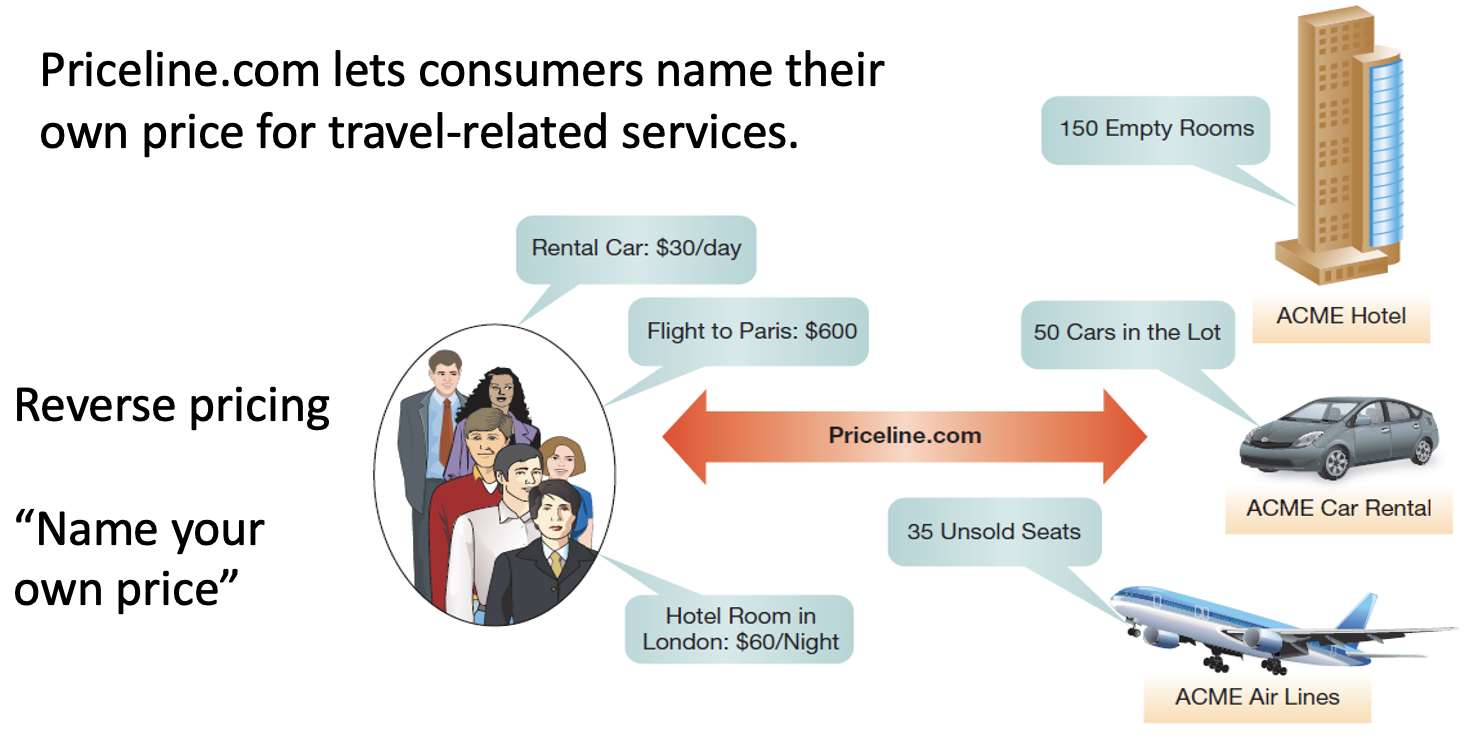 Priceline.com lets consumers name their
own price for travel-related services.
150 Empty Rooms
Rental Car: $30/day
Flight to Paris: $600
50 Cars in the Lot
ACME Hotel
Reverse pricing
Priceline.com
“Name your
own price”
35 Unsold Seats
ACME Car Rental
Hotel Room in
London: $60/Night
ACME Air Lines